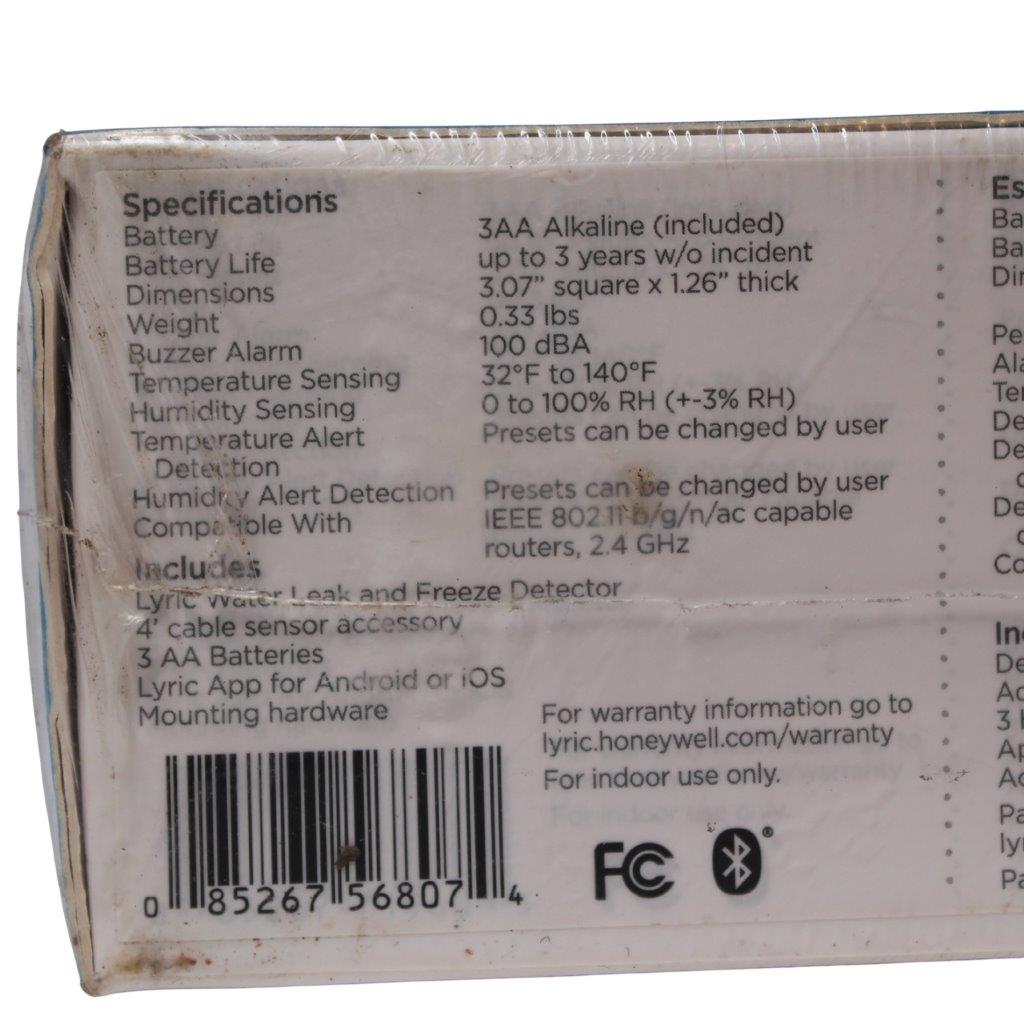 Specifications
Battery 3AA Alkaline (included)
Battery Life up to 3 years w/o incident
Dimensions 3.07” square x 1.26” thick
Weight 0.33 lbs
Buzzer Alarm 100 dBA
Temperature Sensing 32°F to 140°F
Humidity Sensing 0 to 100% RH (+-3% RH)
Temperature Alert Presets can be changed by user
Detection
Humidity Alert Detection Presets can be changed by user
Compatible With IEEE 802.11 b/g/n/ac capable
routers, 2.4 GHz
Includes
Lyric Water Leak and Freeze Detector
4' cable sensor accessory
3 AA Batteries
Lyric App for Android or iOS
Mounting hardware
For warranty information go to
lyric.honeywell.com/warranty
For indoor use only.
FC
0 85267 56807 4